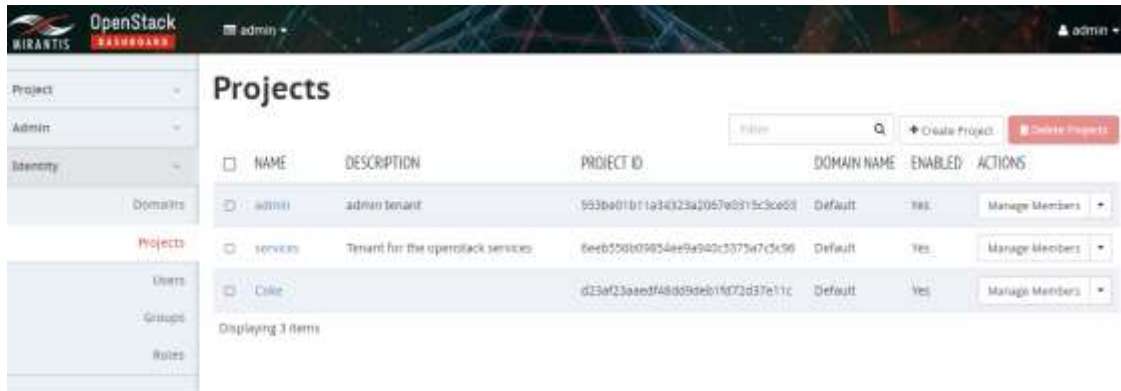 MIRANTIS
OpenStack
DASHBOARD
admin
admin
Project
Admin
Identity
Domains
Projects
Users
Groups
Roles
Projects
Filter
Create Project
Delete Projects
NAME DESCRIPTION PROJECT ID DOMAIN NAME ENABLED ACTIONS
admin admin tenant Default Yes Manage Members
services Tenant for the openstack services Default Yes Manage Members
Coke Default Yes Manage Members
Displaying 3 items